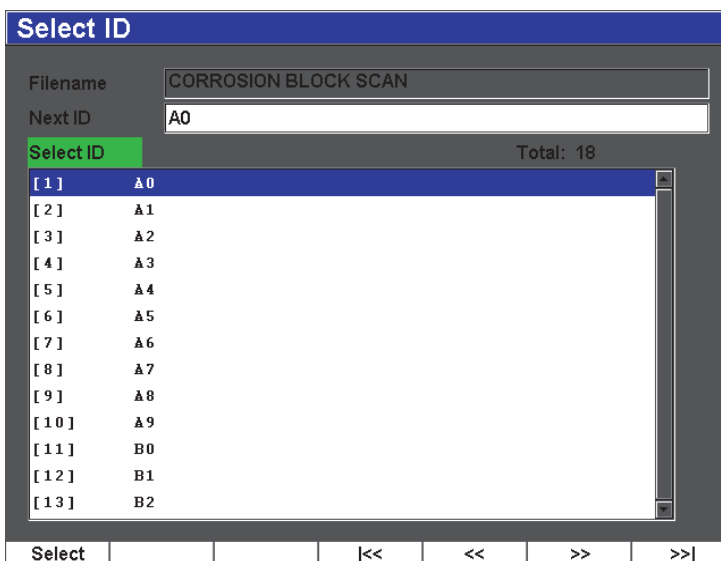 Select ID
Filename CORROSION BLOCK SCAN
Next ID A0
Select ID Total: 18
[1] A0
[2] A1
[3] A2
[4] A3
[5] A4
[6] A5
[7] A6
[8] A7
[9] A8
[10] A9
[11] B0
[12] B1
[13] B2
Select |<< << >> >>|